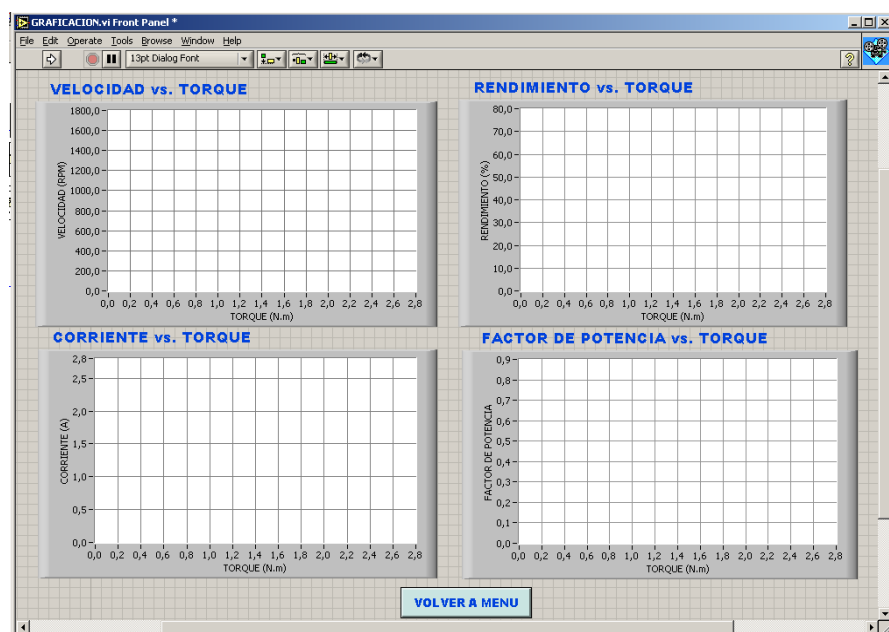 GRAFICACION.vi Front Panel *
File Edit Operate Tools Browse Window Help
13pt Dialog Font
VELOCIDAD vs. TORQUE
1800,0
1600,0
1400,0
1200,0
1000,0
800,0
600,0
400,0
200,0
0,0
VELOCIDAD (RPM)
0,0 0,2 0,4 0,6 0,8 1,0 1,2 1,4 1,6 1,8 2,0 2,2 2,4 2,6 2,8
TORQUE (N.m)
RENDIMIENTO vs. TORQUE
80,0
70,0
60,0
50,0
40,0
30,0
20,0
10,0
0,0
RENDIMIENTO (%)
0,0 0,2 0,4 0,6 0,8 1,0 1,2 1,4 1,6 1,8 2,0 2,2 2,4 2,6 2,8
TORQUE (N.m)
CORRIENTE vs. TORQUE
2,8
2,5
2,0
1,5
1,0
0,5
0,0
CORRIENTE (A)
0,0 0,2 0,4 0,6 0,8 1,0 1,2 1,4 1,6 1,8 2,0 2,2 2,4 2,6 2,8
TORQUE (N.m)
FACTOR DE POTENCIA vs. TORQUE
0,9
0,8
0,7
0,6
0,5
0,4
0,3
0,2
0,1
0,0
FACTOR DE POTENCIA
0,0 0,2 0,4 0,6 0,8 1,0 1,2 1,4 1,6 1,8 2,0 2,2 2,4 2,6 2,8
TORQUE (N.m)
VOLVER A MENU